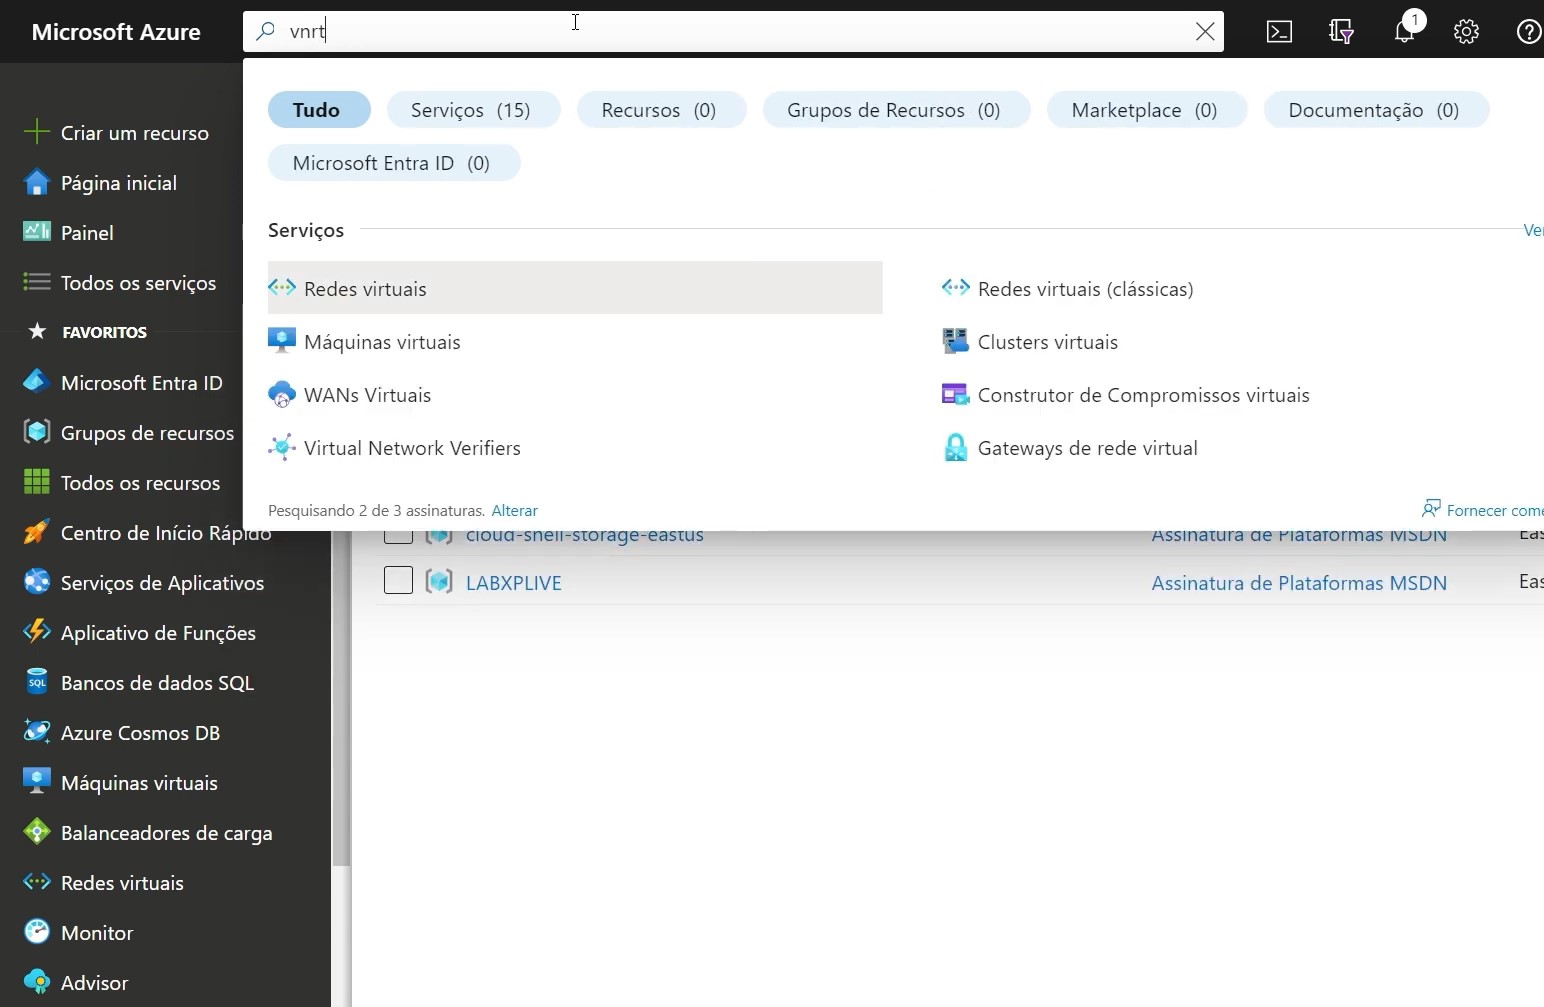 Microsoft Azure
vnrt
1
Tudo
Serviços (15)
Recursos (0)
Grupos de Recursos (0)
Marketplace (0)
Documentação (0)
Microsoft Entra ID (0)
Serviços
Ver
Redes virtuais
Redes virtuais (clássicas)
Máquinas virtuais
Clusters virtuais
WANs Virtuais
Construtor de Compromissos virtuais
Virtual Network Verifiers
Gateways de rede virtual
Pesquisando 2 de 3 assinaturas. Alterar
Fornecer come
Criar um recurso
Página inicial
Painel
Todos os serviços
FAVORITOS
Microsoft Entra ID
Grupos de recursos
Todos os recursos
Centro de Início Rápido
Serviços de Aplicativos
Aplicativo de Funções
SQL
Bancos de dados SQL
Azure Cosmos DB
Máquinas virtuais
Balanceadores de carga
Redes virtuais
Monitor
Advisor
cloud-shell-storage-eastus
Assinatura de Plataformas MSDN
Eas
LABXPLIVE
Assinatura de Plataformas MSDN
Eas